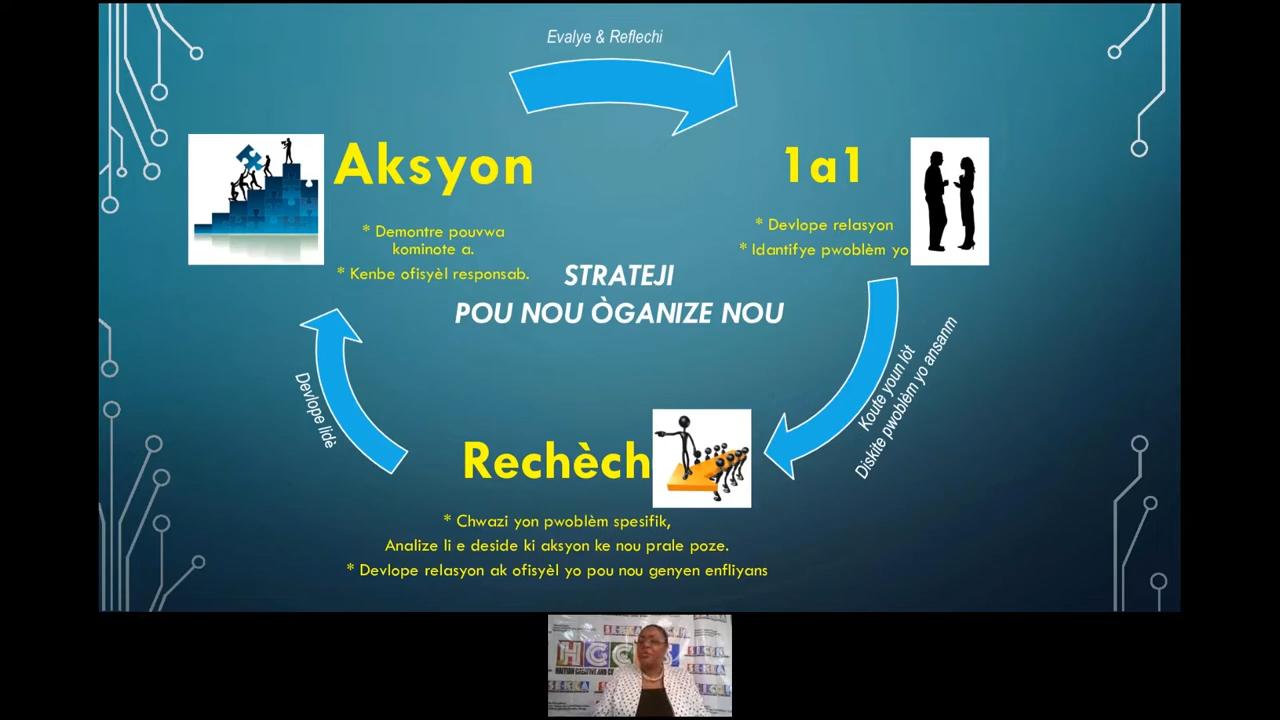 Evalye & Reflechi
Aksyon
* Demontre pouvwa
kominote a.
* Kenbe ofisyèl responsab.
1a1
* Devlope relasyon
* Idantifye pwoblèm yo
STRATEJI
POU NOU ÒGANIZE NOU
Koute youn lòt
Diskite pwoblèm yo ansanm
Devlope lidè
Rechèch
* Chwazi yon pwoblèm spesifik,
Analize li e deside ki aksyon ke nou prale poze.
* Devlope relasyon ak ofisyèl yo pou nou genyen enfliyans